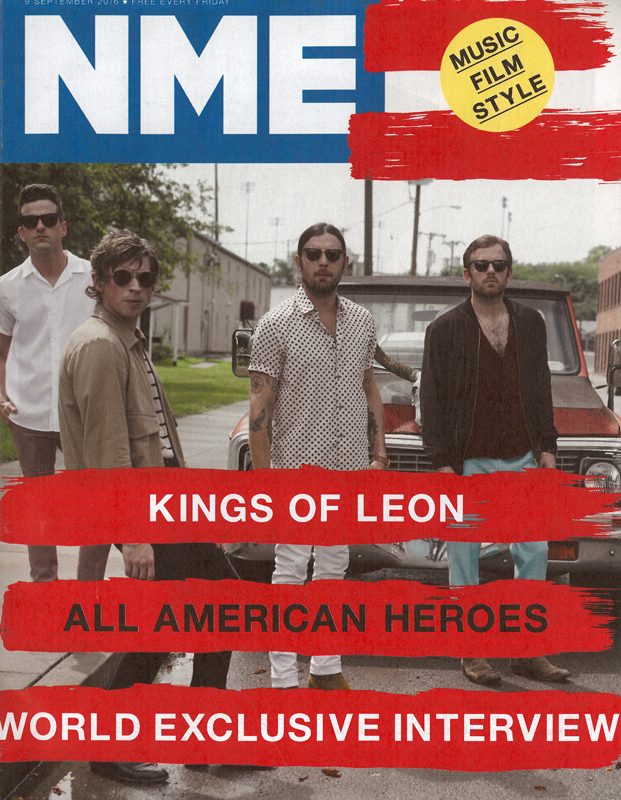 9 SEPTEMBER 2016 ★ FREE EVERY FRIDAY
NME
MUSIC
FILM
STYLE
KINGS OF LEON
ALL AMERICAN HEROES
WORLD EXCLUSIVE INTERVIEW